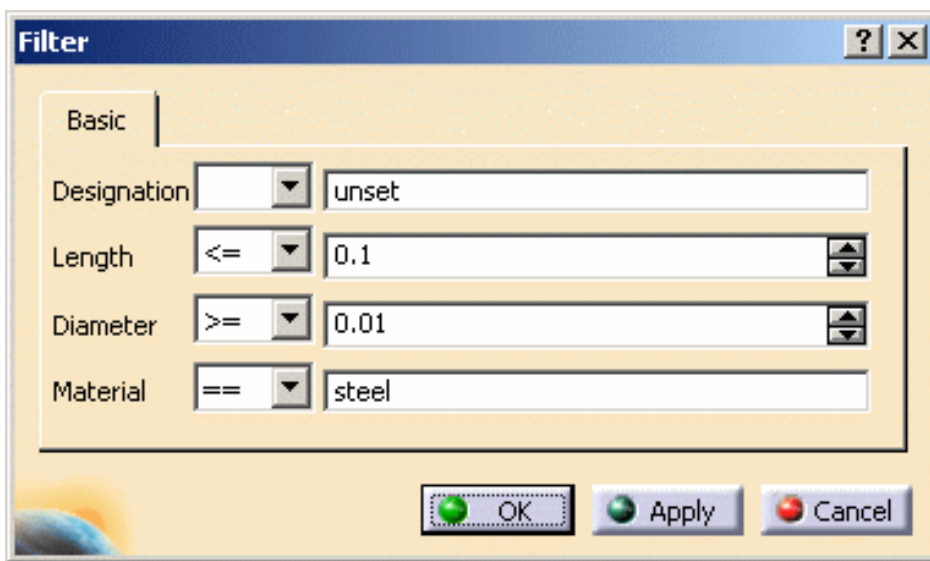 Filter ?
Basic
Designation unset
Length <= 0.1
Diameter >= 0.01
Material == steel
OK Apply Cancel